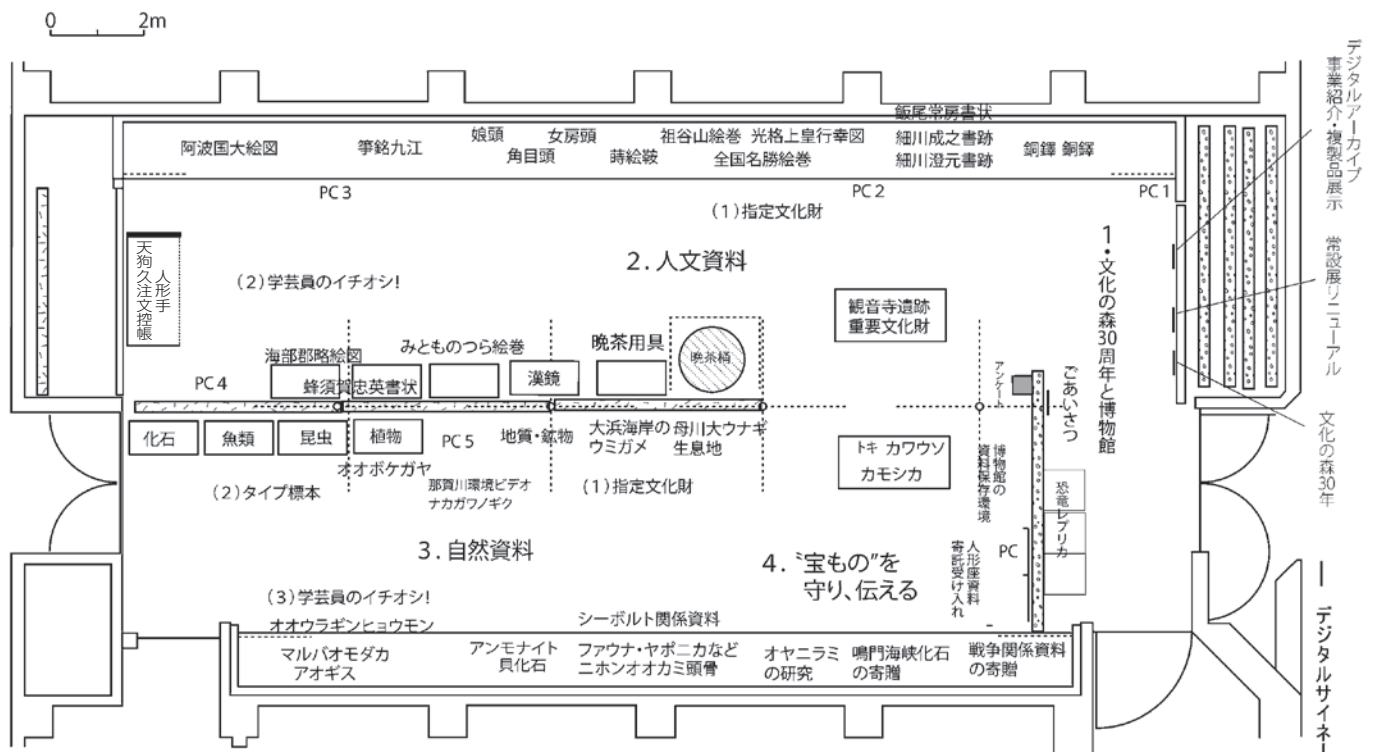 0 2m
デジタルアーカイブ
事業紹介・複製品展示
常設展リニューアル
文化の森30年
デジタルサイネー
飯尾常房書状
阿波国大絵図
箏銘九江
娘頭
角目頭
女房頭
蒔絵鞍
祖谷山絵巻
光格上皇行幸図
全国名勝絵巻
細川成之書跡
細川澄元書跡
銅鐸 銅鐸
PC3
PC2
PC1
(1)指定文化財
1・文化の森30周年と博物館
2.人文資料
(2)学芸員のイチオシ!
人形手
天狗久注文控帳
観音寺遺跡
重要文化財
海部郡略絵図
みとものつら絵巻
晩茶用具
晩茶桶
漢鏡
PC4
蜂須賀忠英書状
アンケート
ごあいさつ
化石
魚類
昆虫
植物
PC5
地質・鉱物
大浜海岸の
ウミガメ
母川大ウナギ
生息地
トキ カワウソ
カモシカ
博物館の
資料保存環境
恐竜レプリカ
オオボケガヤ
(2)タイプ標本
那賀川環境ビデオ
ナカガワノギク
(1)指定文化財
3.自然資料
4.〝宝もの〟を
守り、伝える
人形座資料
寄託受け入れ
PC
(3)学芸員のイチオシ!
オオウラギンヒョウモン
シーボルト関係資料
マルバオモダカ
アオギス
アンモナイト
貝化石
ファウナ・ヤポニカなど
ニホンオオカミ頭骨
オヤニラミ
の研究
鳴門海峡化石
の寄贈
戦争関係資料
の寄贈